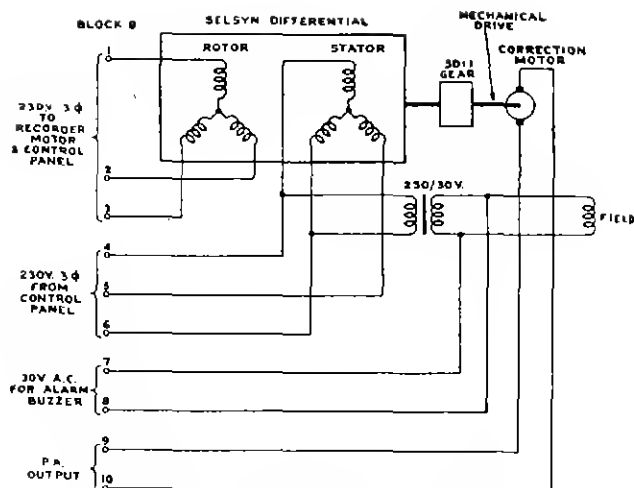 BLOCK B
SELSYN DIFFERENTIAL
ROTOR
STATOR
MECHANICAL
DRIVE
CORRECTION
MOTOR
50:1
GEAR
1
230V. 3ϕ
TO
RECORDER
MOTOR
& CONTROL
PANEL
2
3
230/30V.
FIELD
4
230V. 3ϕ
FROM
CONTROL
PANEL
5
6
7
30V A.C.
FOR ALARM
BUZZER
8
9
P.A.
OUTPUT
10